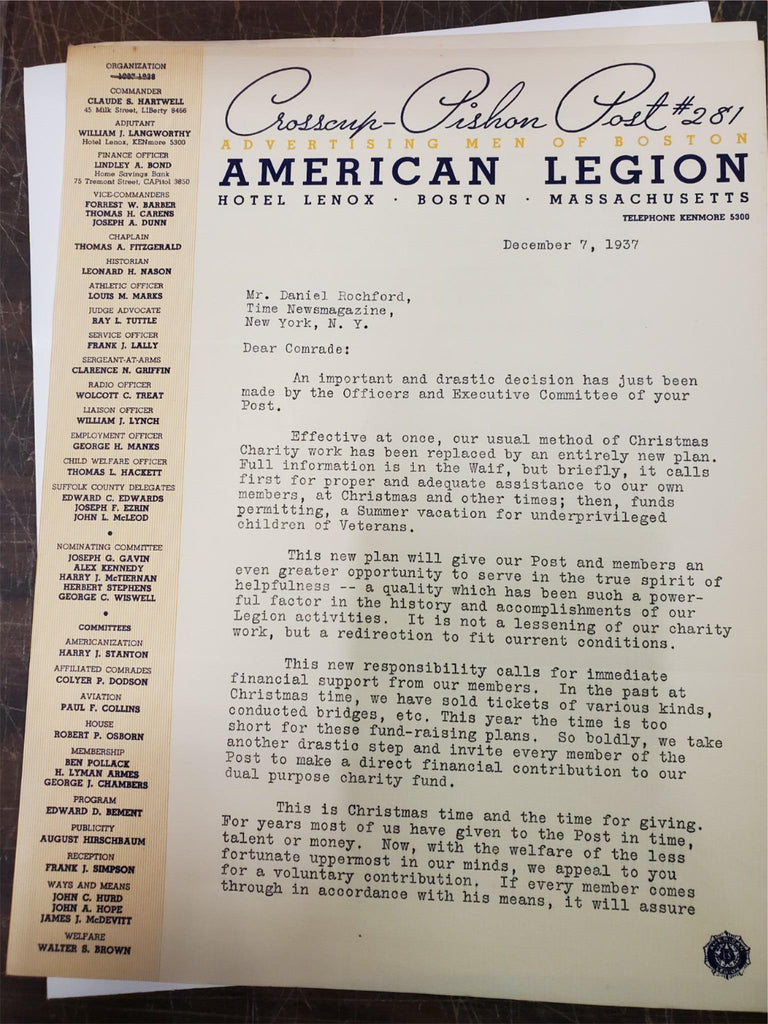 ORGANIZATION
1937-1938
COMMANDER
CLAUDE S. HARTWELL
45 Milk Street, LIBerty 8466
ADJUTANT
WILLIAM J. LANGWORTHY
Hotel Lenox, KENmore 5300
FINANCE OFFICER
LINDLEY A. BOND
Home Savings Bank
75 Tremont Street, CAPitol 3850
VICE-COMMANDERS
FORREST W. BARBER
THOMAS H. CARENS
JOSEPH A. DUNN
CHAPLAIN
THOMAS A. FITZGERALD
HISTORIAN
LEONARD H. NASON
ATHLETIC OFFICER
LOUIS M. MARKS
JUDGE ADVOCATE
RAY L. TUTTLE
SERVICE OFFICER
FRANK J. LALLY
SERGEANT-AT-ARMS
CLARENCE N. GRIFFIN
RADIO OFFICER
WOLCOTT C. TREAT
LIAISON OFFICER
WILLIAM J. LYNCH
EMPLOYMENT OFFICER
GEORGE H. MANKS
CHILD WELFARE OFFICER
THOMAS L. HACKETT
SUFFOLK COUNTY DELEGATES
EDWARD C. EDWARDS
JOSEPH F. EZRIN
JOHN L. McLEOD
NOMINATING COMMITTEE
JOSEPH G. GAVIN
ALEX KENNEDY
HARRY J. McTIERNAN
HERBERT STEPHENS
GEORGE C. WISWELL
COMMITTEES
AMERICANIZATION
HARRY J. STANTON
AFFILIATED COMRADES
COLYER P. DODSON
AVIATION
PAUL F. COLLINS
HOUSE
ROBERT P. OSBORN
MEMBERSHIP
BEN POLLACK
H. LYMAN ARMES
GEORGE J. CHAMBERS
PROGRAM
EDWARD D. BEMENT
PUBLICITY
AUGUST HIRSCHBAUM
RECEPTION
FRANK J. SIMPSON
WAYS AND MEANS
JOHN C. HURD
JOHN A. HOPE
JAMES J. McDEVITT
WELFARE
WALTER S. BROWN
Crosscup-Pishon Post #281
ADVERTISING MEN OF BOSTON
AMERICAN LEGION
HOTEL LENOX · BOSTON · MASSACHUSETTS
TELEPHONE KENMORE 5300
December 7, 1937
Mr. Daniel Rochford,
Time Newsmagazine,
New York, N. Y.
Dear Comrade:
An important and drastic decision has just been
made by the Officers and Executive Committee of your
Post.
Effective at once, our usual method of Christmas
Charity work has been replaced by an entirely new plan.
Full information is in the Waif, but briefly, it calls
first for proper and adequate assistance to our own
members, at Christmas and other times; then, funds
permitting, a Summer vacation for underprivileged
children of Veterans.
This new plan will give our Post and members an
even greater opportunity to serve in the true spirit of
helpfulness -- a quality which has been such a power-
ful factor in the history and accomplishments of our
Legion activities. It is not a lessening of our charity
work, but a redirection to fit current conditions.
This new responsibility calls for immediate
financial support from our members. In the past at
Christmas time, we have sold tickets of various kinds,
conducted bridges, etc. This year the time is too
short for these fund-raising plans. So boldly, we take
another drastic step and invite every member of the
Post to make a direct financial contribution to our
dual purpose charity fund.
This is Christmas time and the time for giving.
For years most of us have given to the Post in time,
talent or money. Now, with the welfare of the less
fortunate uppermost in our minds, we appeal to you
for a voluntary contribution. If every member comes
through in accordance with his means, it will assure